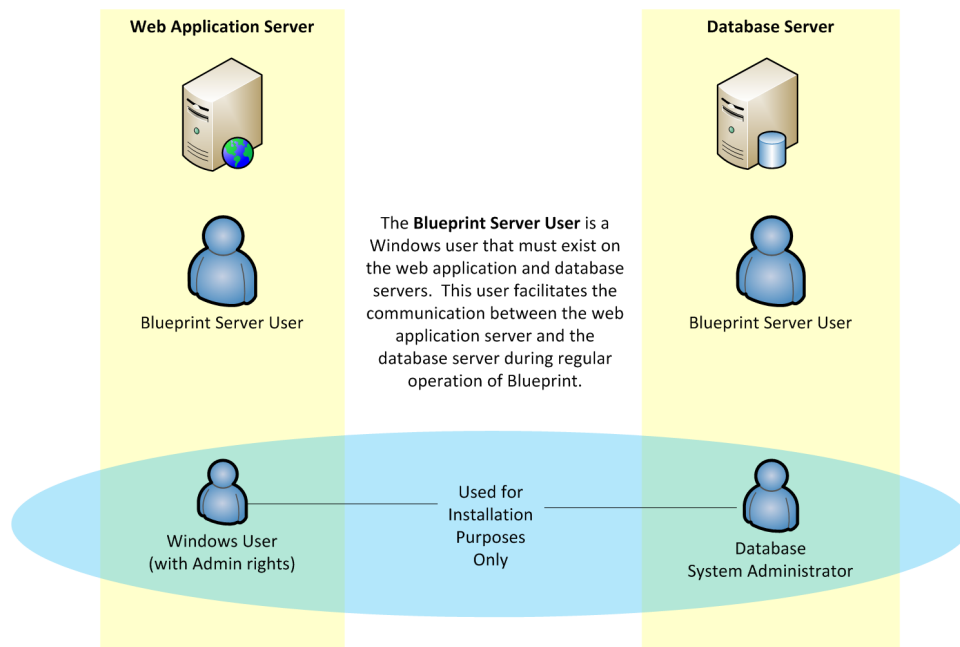 Web Application Server
Database Server
Blueprint Server User
The Blueprint Server User is a
Windows user that must exist on
the web application and database
servers.  This user facilitates the
communication between the web
application server and the
database server during regular
operation of Blueprint.
Blueprint Server User
Windows User
(with Admin rights)
Used for
Installation
Purposes
Only
Database
System Administrator